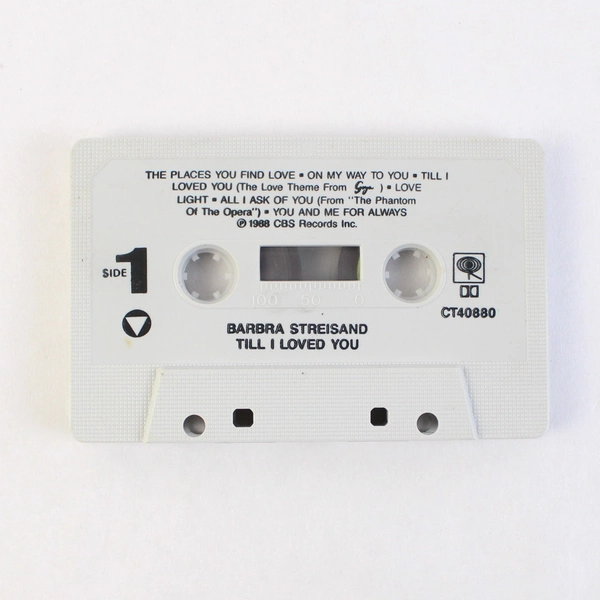 THE PLACES YOU FIND LOVE • ON MY WAY TO YOU • TILL I
LOVED YOU (The Love Theme From Goya ) • LOVE
LIGHT • ALL I ASK OF YOU (From "The Phantom
Of The Opera") • YOU AND ME FOR ALWAYS
℗ 1988 CBS Records Inc.
SIDE 1
100 50 0
CT40880
BARBRA STREISAND
TILL I LOVED YOU